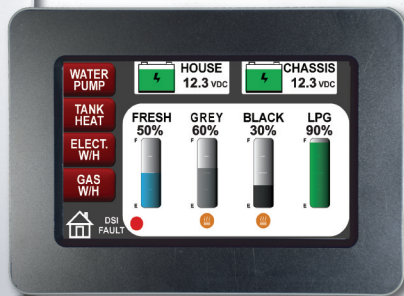 WATER
PUMP
TANK
HEAT
ELECT.
W/H
GAS
W/H
DSI
FAULT
HOUSE
12.3 VDC
CHASSIS
12.3 VDC
FRESH
50%
GREY
60%
BLACK
30%
LPG
90%
F
E
F
E
F
E
F
E